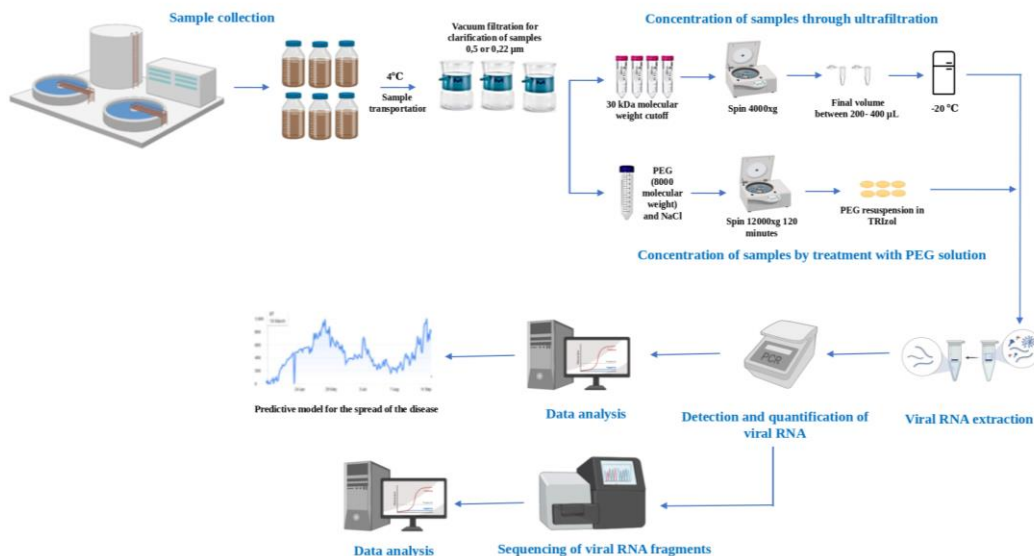 Sample collection
Vacuum filtration for
clarification of samples
0,5 or 0,22 µm
Concentration of samples through ultrafiltration
4°C
Sample
transportation
30 kDa molecular
weight cutoff
Spin 4000xg
Final volume
between 200- 400 µL
-20 °C
PEG
(8000
molecular
weight)
and NaCl
Spin 12000xg 120
minutes
PEG resuspension in
TRIzol
Concentration of samples by treatment with PEG solution
PCR
Predictive model for the spread of the disease
Data analysis
Detection and quantification of
viral RNA
Viral RNA extraction
Data analysis
Sequencing of viral RNA fragments